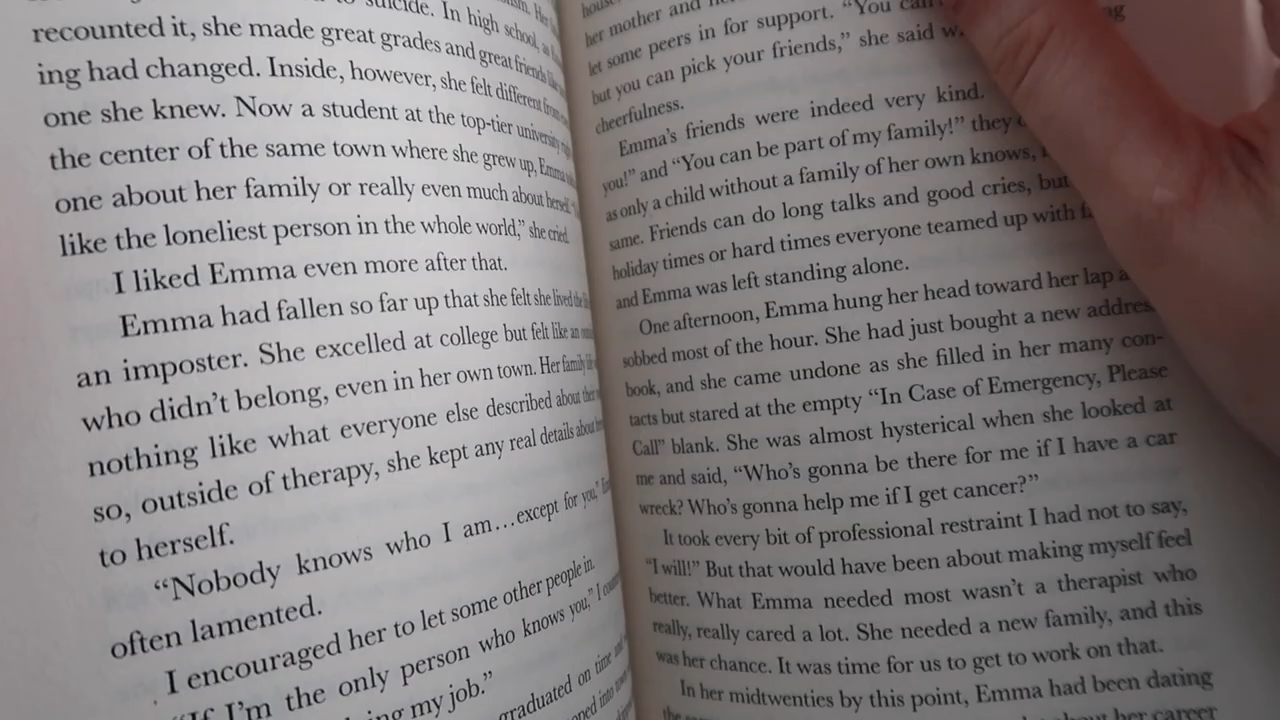 suicide. In high school, as
recounted it, she made great grades and great friends
ing had changed. Inside, however, she felt different from
one she knew. Now a student at the top-tier university
the center of the same town where she grew up, Emma
one about her family or really even much about herself.
like the loneliest person in the whole world,” she cried.
I liked Emma even more after that.
Emma had fallen so far up that she felt she lived the
an imposter. She excelled at college but felt like an
who didn’t belong, even in her own town. Her family
nothing like what everyone else described about
so, outside of therapy, she kept any real details about
to herself.
“Nobody knows who I am…except for you,”
often lamented.
I encouraged her to let some other people in.
“If I’m the only person who knows you,” I
my job.”
graduated on time
her mother and
let some peers in for support. “You can
but you can pick your friends,” she said
cheerfulness.
Emma’s friends were indeed very kind.
you!” and “You can be part of my family!” they
as only a child without a family of her own knows,
same. Friends can do long talks and good cries, but
holiday times or hard times everyone teamed up with
and Emma was left standing alone.
One afternoon, Emma hung her head toward her lap
sobbed most of the hour. She had just bought a new
book, and she came undone as she filled in her many con-
tacts but stared at the empty “In Case of Emergency, Please
Call” blank. She was almost hysterical when she looked at
me and said, “Who’s gonna be there for me if I have a car
wreck? Who’s gonna help me if I get cancer?”
It took every bit of professional restraint I had not to say,
“I will!” But that would have been about making myself feel
better. What Emma needed most wasn’t a therapist who
really, really cared a lot. She needed a new family, and this
was her chance. It was time for us to get to work on that.
In her midtwenties by this point, Emma had been dating
her career